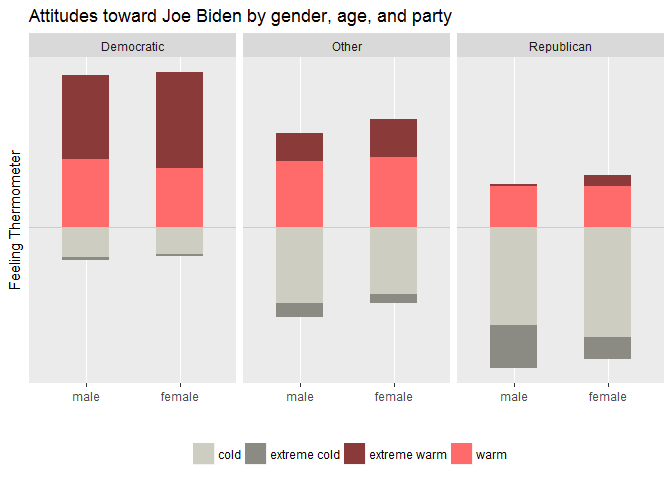 Attitudes toward Joe Biden by gender, age, and party
Democratic
Other
Republican
Feeling Thermometer
male
female
male
female
male
female
cold
extreme cold
extreme warm
warm